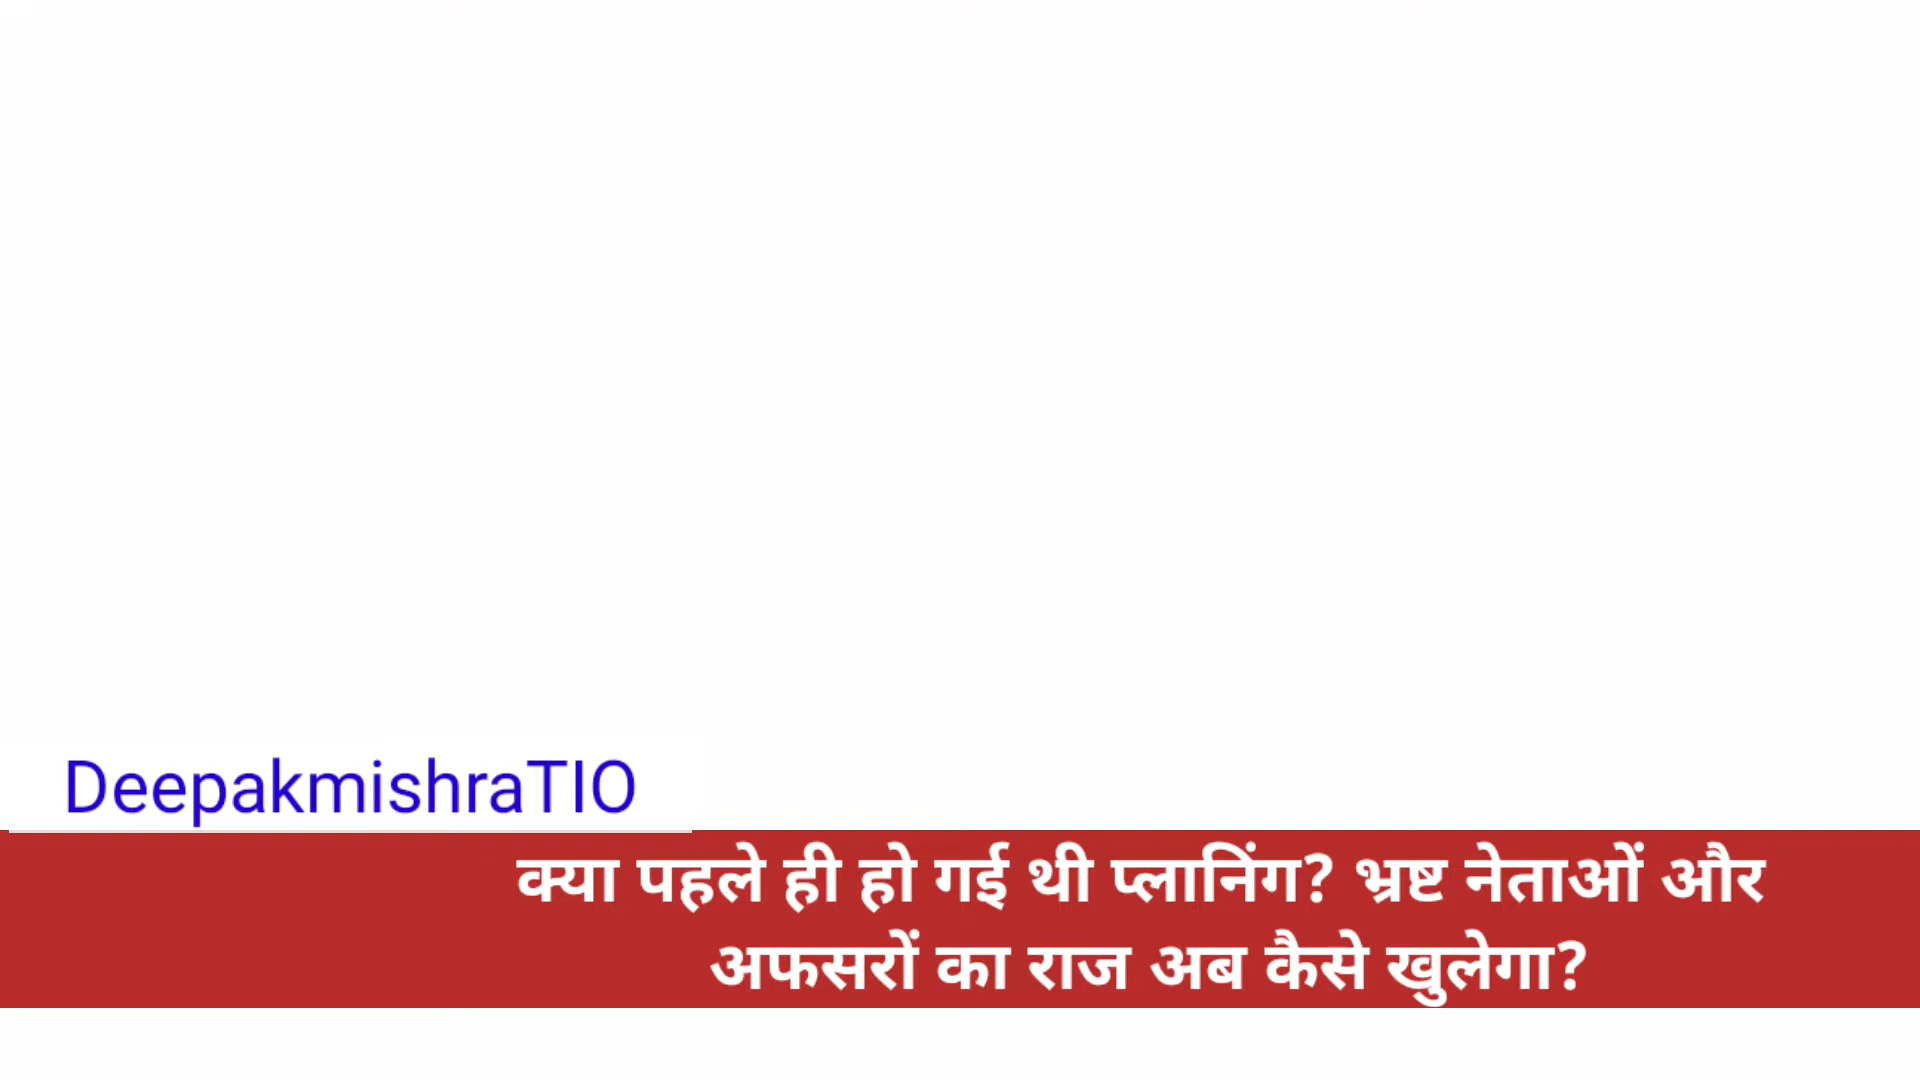 DeepakmishraTIO
क्या पहले ही हो गई थी प्लानिंग? भ्रष्ट नेताओं और
अफसरों का राज अब कैसे खुलेगा?